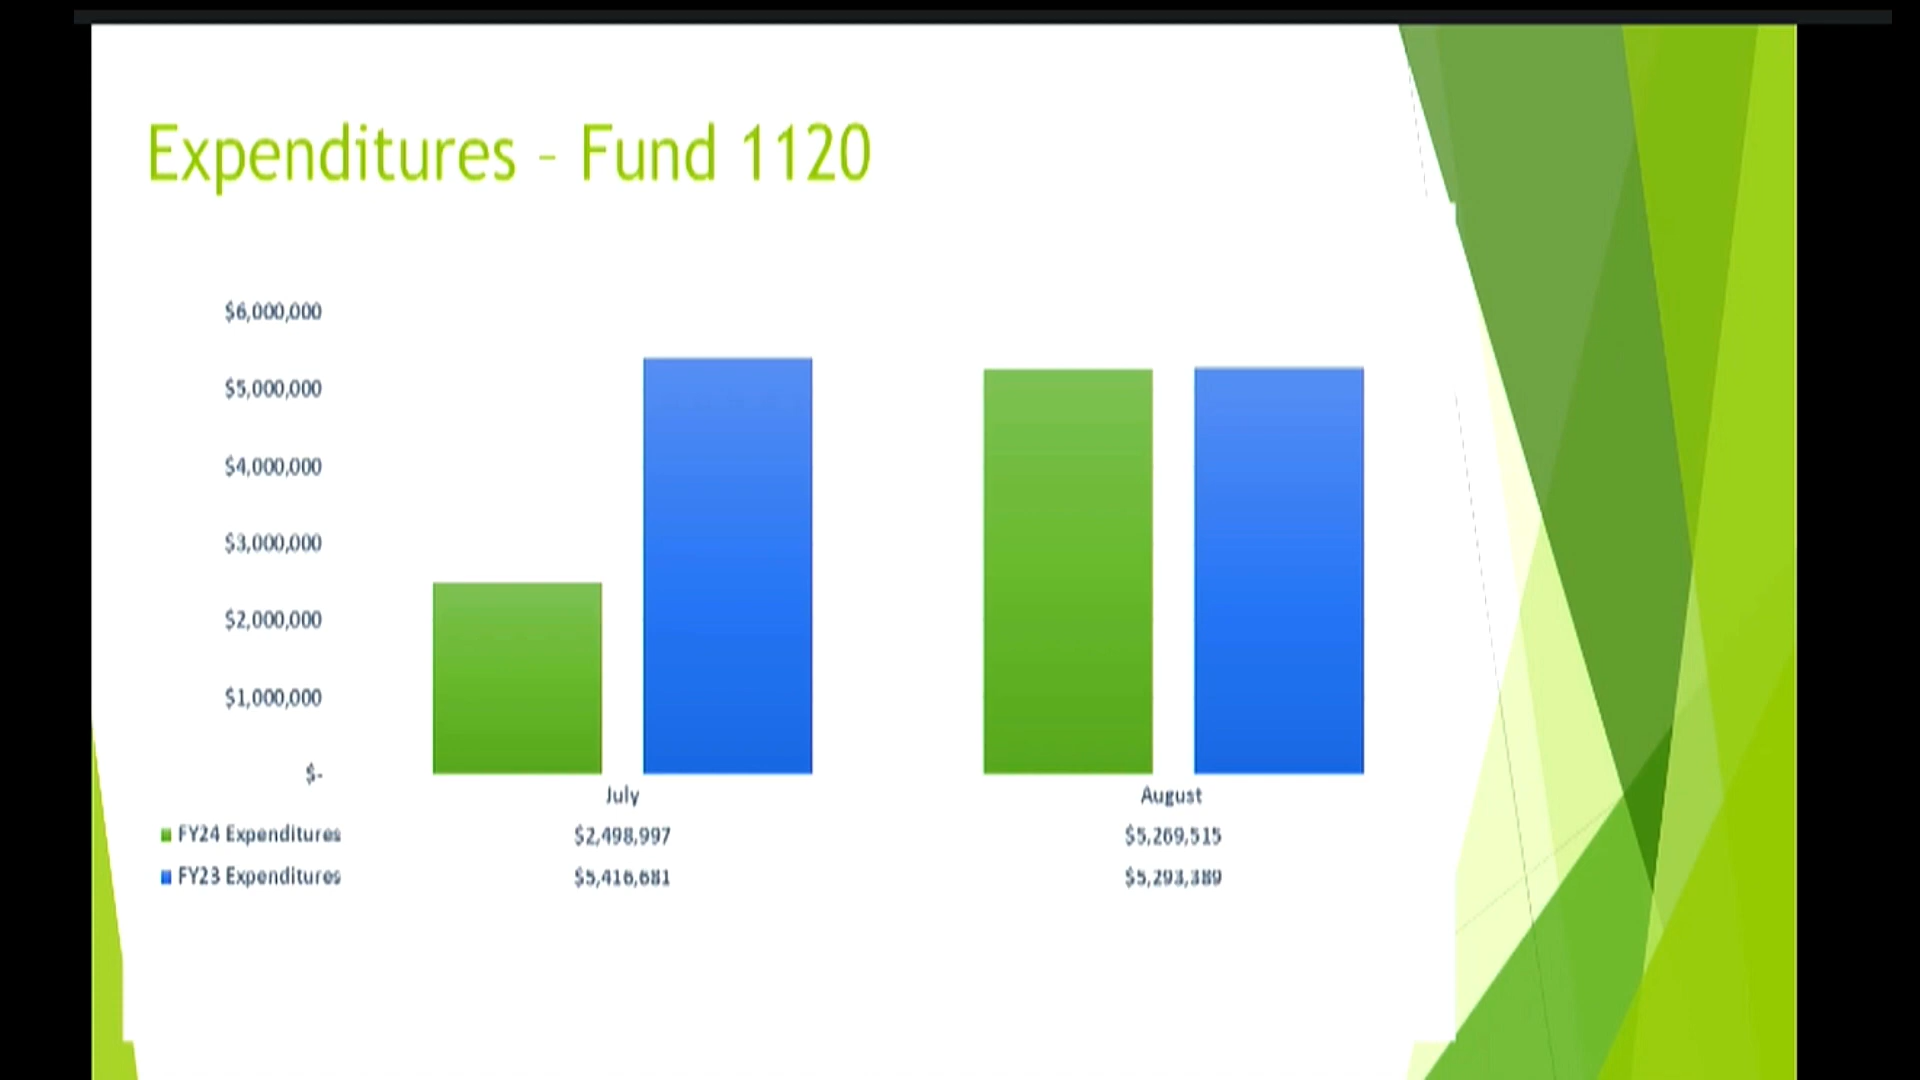 Expenditures - Fund 1120
$6,000,000
$5,000,000
$4,000,000
$3,000,000
$2,000,000
$1,000,000
$-
July August
FY24 Expenditures $2,498,997 $5,269,515
FY23 Expenditures $5,416,681 $5,293,389